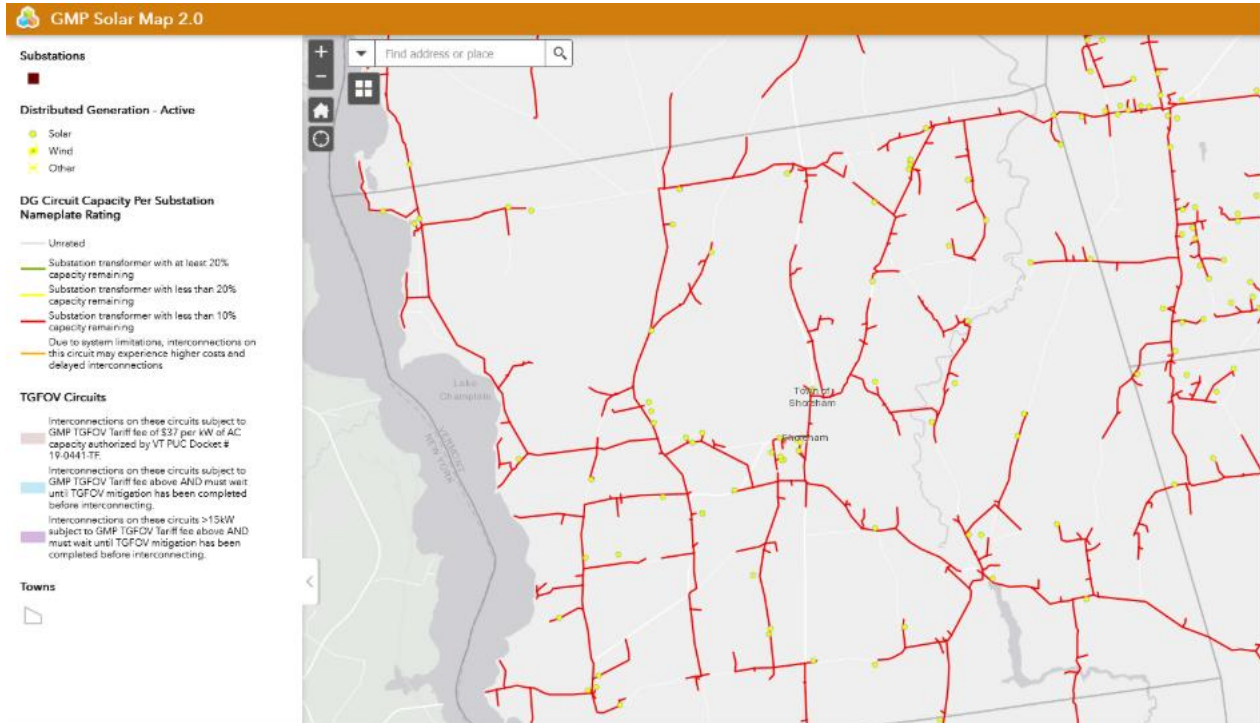 GMP Solar Map 2.0
Substations
Distributed Generation - Active
Solar
Wind
Other
DG Circuit Capacity Per Substation
Nameplate Rating
Unrated
Substation transformer with at least 20%
capacity remaining
Substation transformer with less than 20%
capacity remaining
Substation transformer with less than 10%
capacity remaining
Due to system limitations, interconnections on
this circuit may experience higher costs and
delayed interconnections
TGFOV Circuits
Interconnections on these circuits subject to
GMP TGFOV Tariff fee of $37 per kW of AC
capacity authorized by VT PUC Docket #
19-0441-TF.
Interconnections on these circuits subject to
GMP TGFOV Tariff fee above AND must wait
until TGFOV mitigation has been completed
before interconnecting.
Interconnections on these circuits >15kW
subject to GMP TGFOV Tariff fee above AND
must wait until TGFOV mitigation has been
completed before interconnecting.
Towns
+
−
Find address or place
Lake
Champlain
VERMONT
NEW YORK
Town of
Shoreham
Shoreham